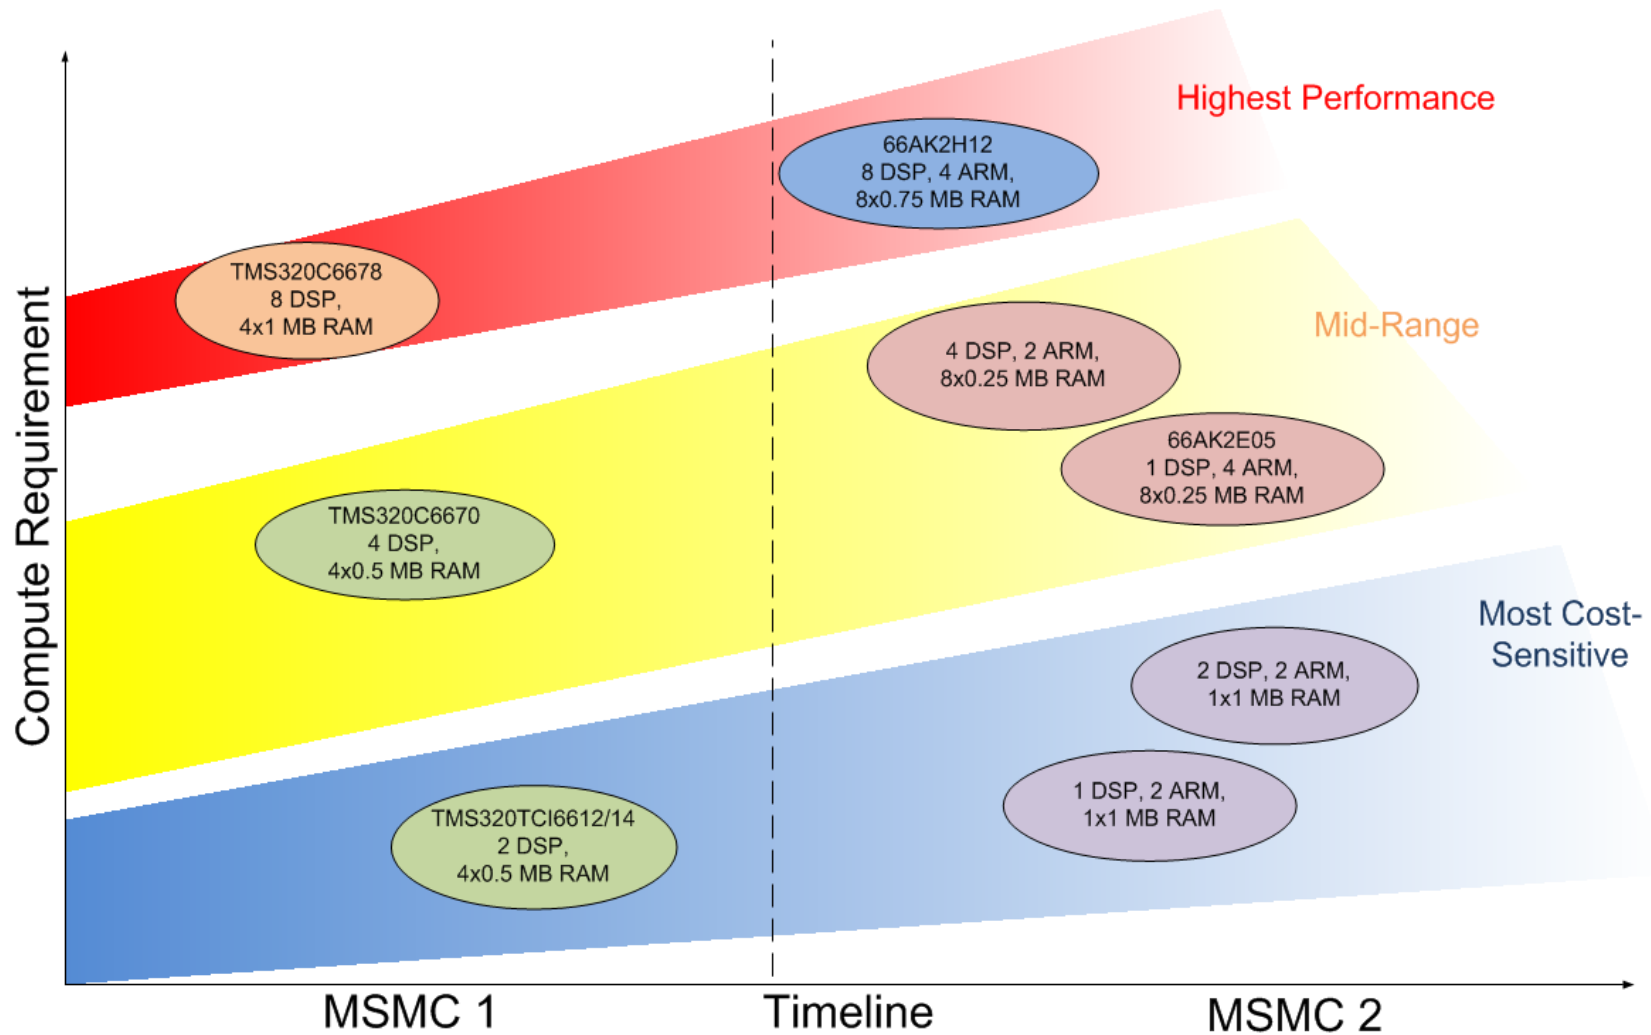 Highest Performance
66AK2H12
8 DSP, 4 ARM,
8x0.75 MB RAM
TMS320C6678
8 DSP,
4x1 MB RAM
Mid-Range
4 DSP, 2 ARM,
8x0.25 MB RAM
66AK2E05
1 DSP, 4 ARM,
8x0.25 MB RAM
TMS320C6670
4 DSP,
4x0.5 MB RAM
Most Cost-
Sensitive
2 DSP, 2 ARM,
1x1 MB RAM
1 DSP, 2 ARM,
1x1 MB RAM
TMS320TCI6612/14
2 DSP,
4x0.5 MB RAM
Compute Requirement
MSMC 1
Timeline
MSMC 2